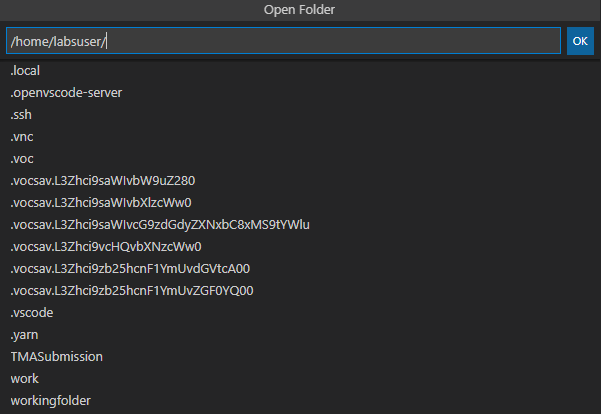 Open Folder
/home/labsuser/
OK
.local
.openvscode-server
.ssh
.vnc
.voc
.vocsav.L3Zhci9saWIvbW9uZ280
.vocsav.L3Zhci9saWIvbXlzcWw0
.vocsav.L3Zhci9saWIvcG9zdGdyZXNxbC8xMS9tYWlu
.vocsav.L3Zhci9vcHQvbXNzcWw0
.vocsav.L3Zhci9zb25hcnF1YmUvdGVtcA00
.vocsav.L3Zhci9zb25hcnF1YmUvZGF0YQ00
.vscode
.yarn
TMASubmission
work
workingfolder